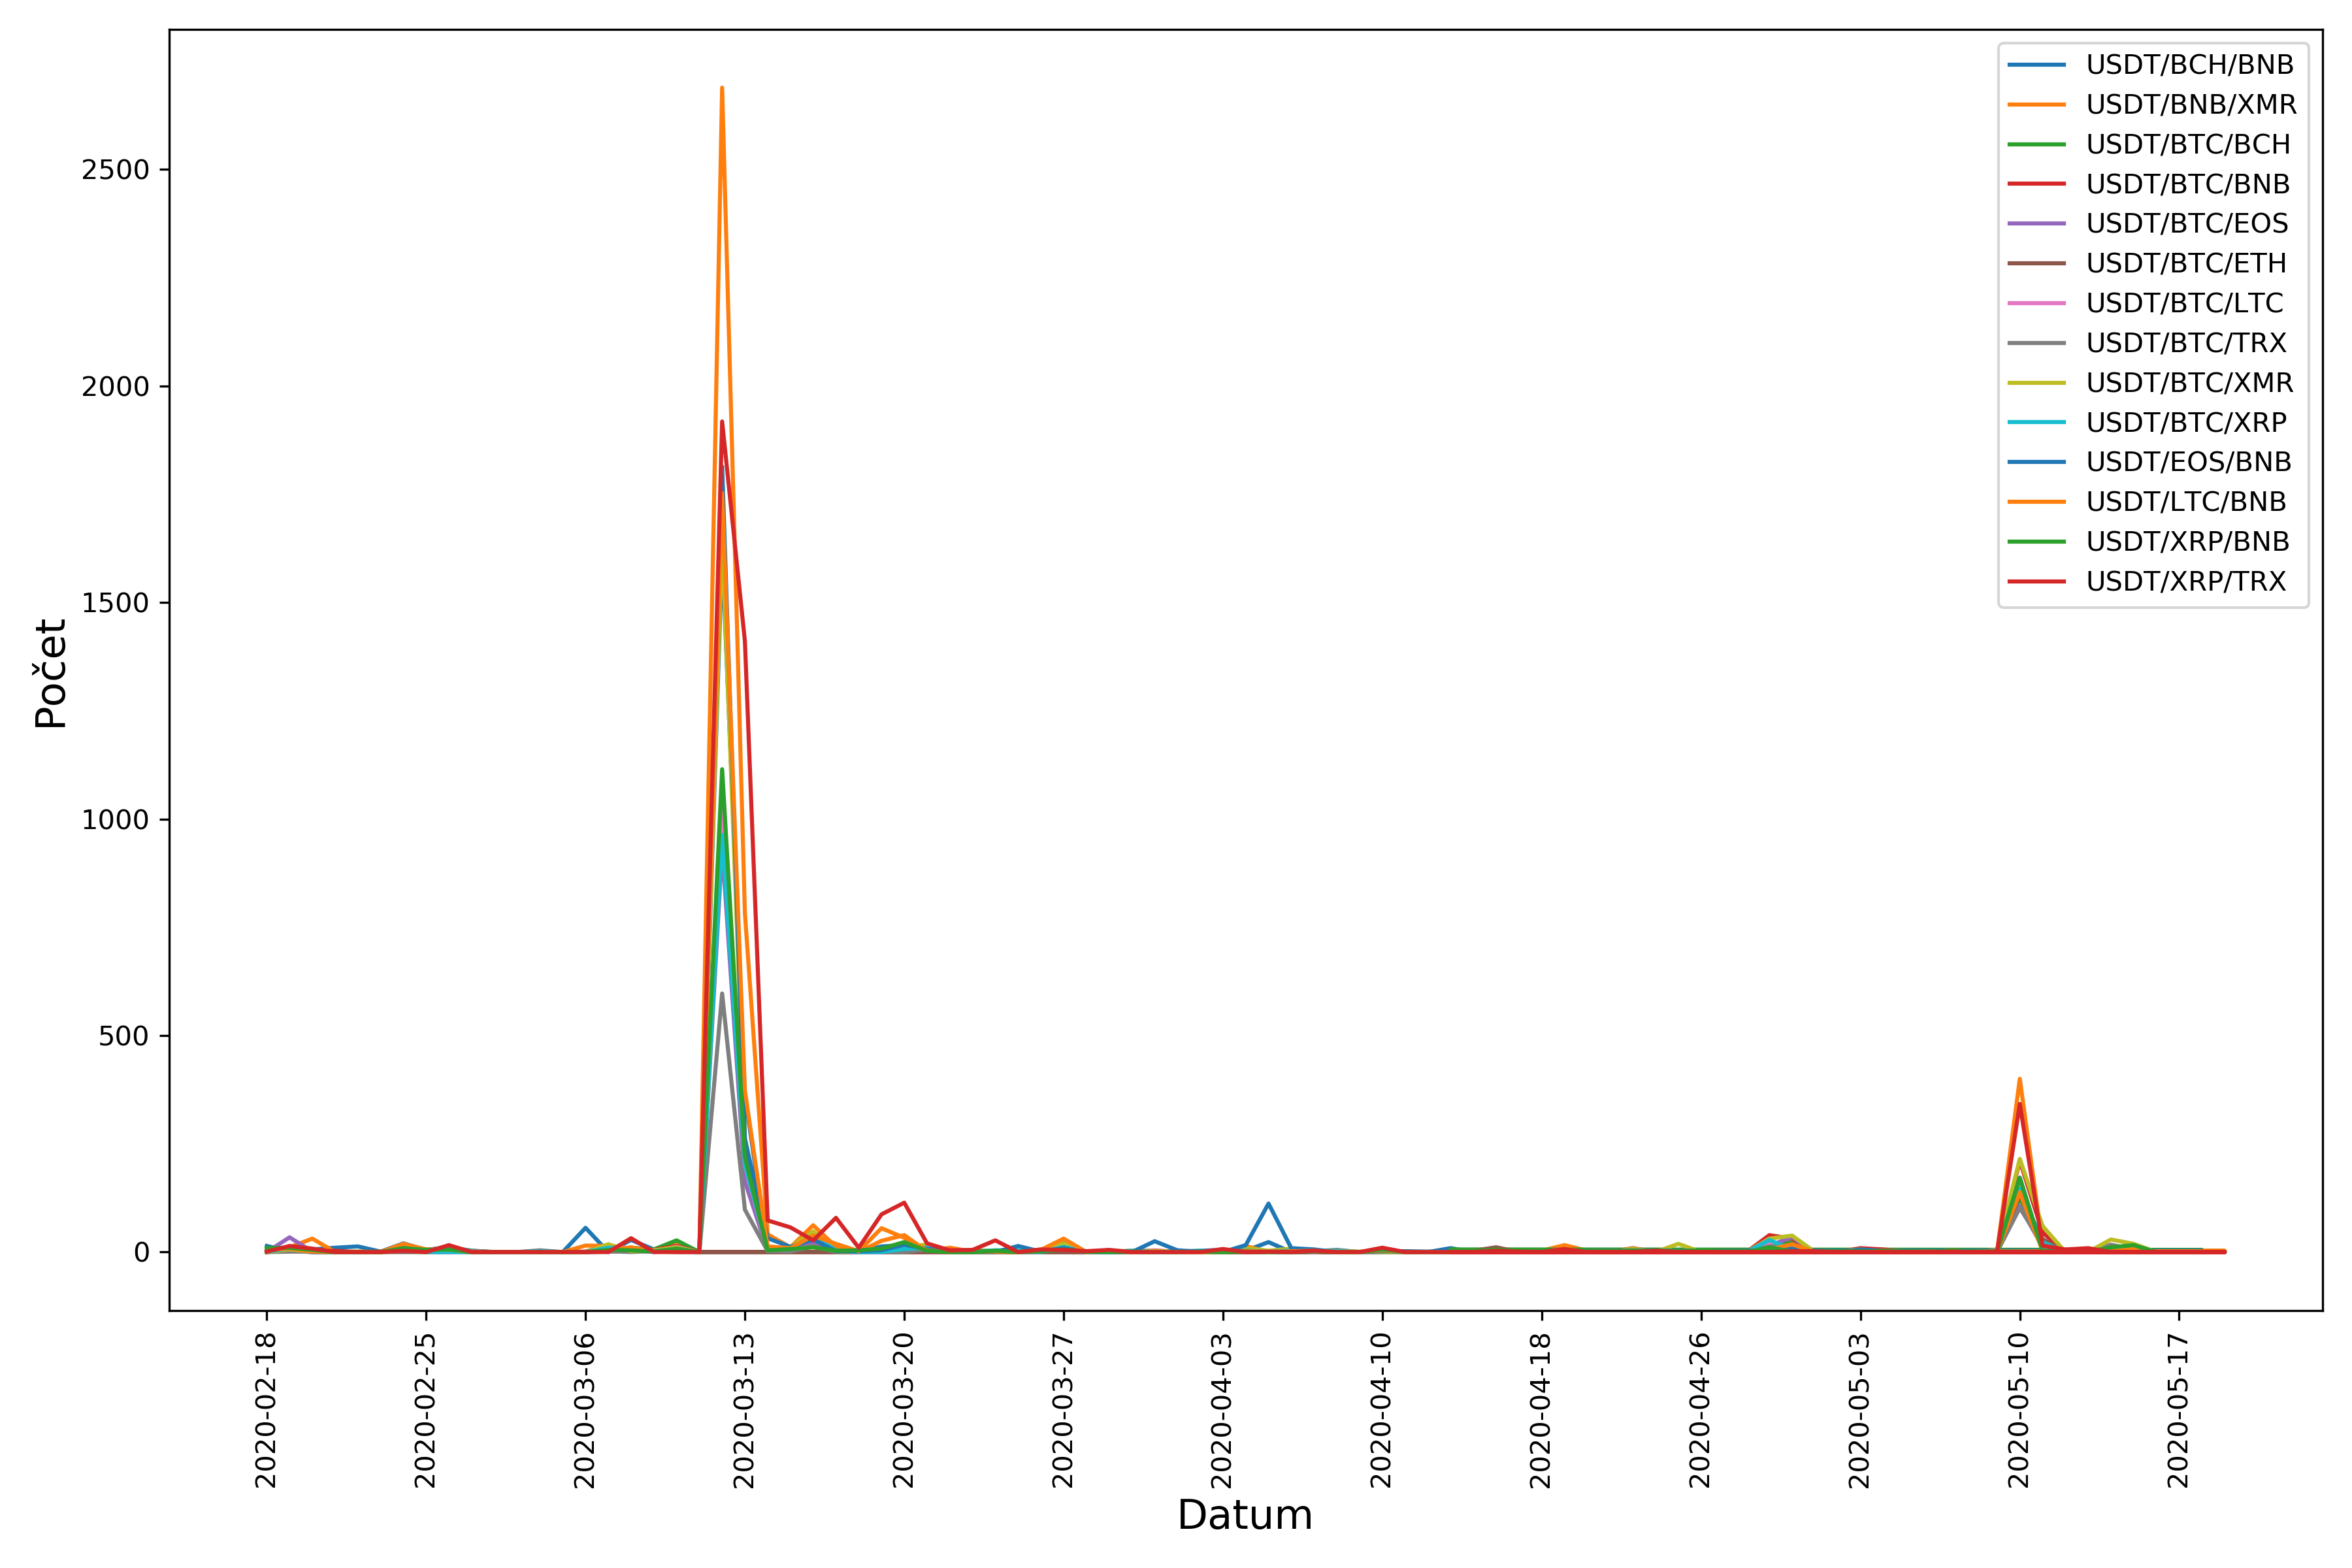 USDT/BCH/BNB
USDT/BNB/XMR
USDT/BTC/BCH
USDT/BTC/BNB
USDT/BTC/EOS
USDT/BTC/ETH
USDT/BTC/LTC
USDT/BTC/TRX
USDT/BTC/XMR
USDT/BTC/XRP
USDT/EOS/BNB
USDT/LTC/BNB
USDT/XRP/BNB
USDT/XRP/TRX
Počet
2500
2000
1500
1000
500
0
2020-02-18
2020-02-25
2020-03-06
2020-03-13
2020-03-20
2020-03-27
2020-04-03
2020-04-10
2020-04-18
2020-04-26
2020-05-03
2020-05-10
2020-05-17
Datum